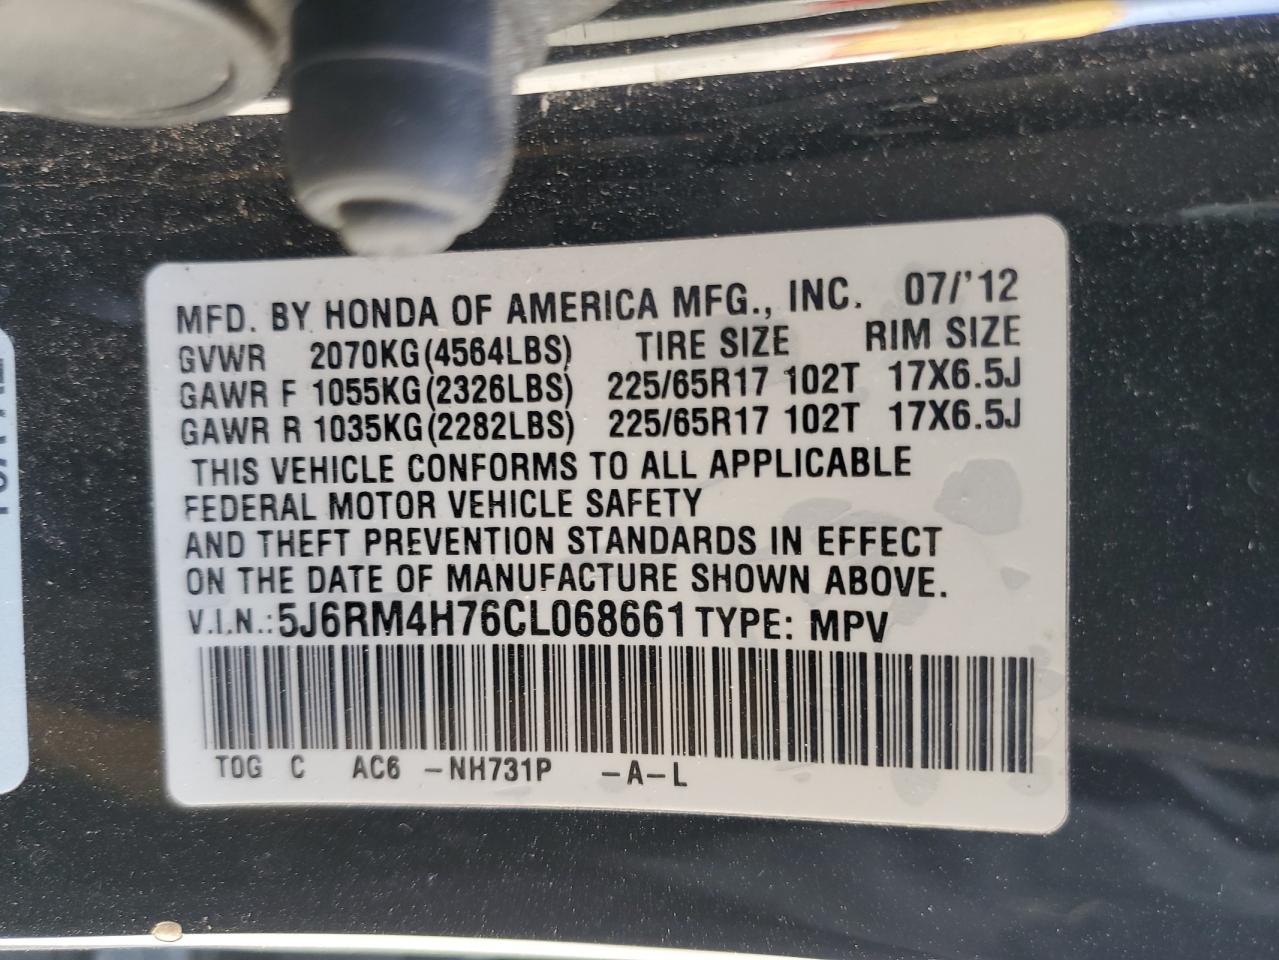 MFD. BY HONDA OF AMERICA MFG., INC. 07/'12
GVWR 2070KG(4564LBS) TIRE SIZE RIM SIZE
GAWR F 1055KG(2326LBS) 225/65R17 102T 17X6.5J
GAWR R 1035KG(2282LBS) 225/65R17 102T 17X6.5J
THIS VEHICLE CONFORMS TO ALL APPLICABLE
FEDERAL MOTOR VEHICLE SAFETY
AND THEFT PREVENTION STANDARDS IN EFFECT
ON THE DATE OF MANUFACTURE SHOWN ABOVE.
V.I.N.: 5J6RM4H76CL068661 TYPE: MPV
T0G C AC6 -NH731P -A-L